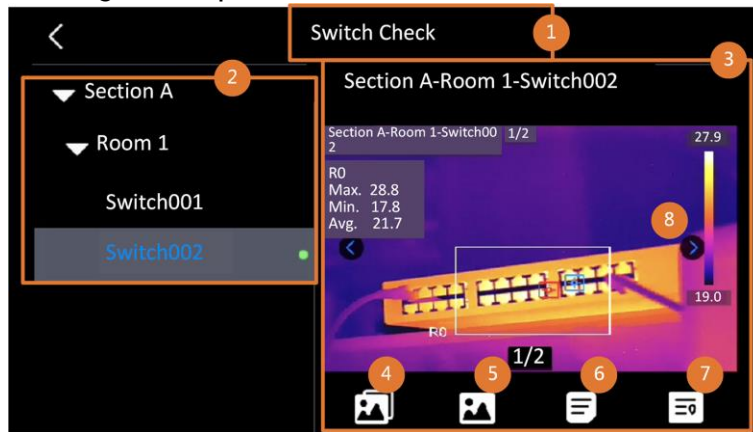 Switch Check
1
2
3
Section A
Room 1
Switch001
Switch002
Section A-Room 1-Switch002
Section A-Room 1-Switch00
2
1/2
27.9
R0
Max. 28.8
Min. 17.8
Avg. 21.7
8
19.0
R0
1/2
4
5
6
7